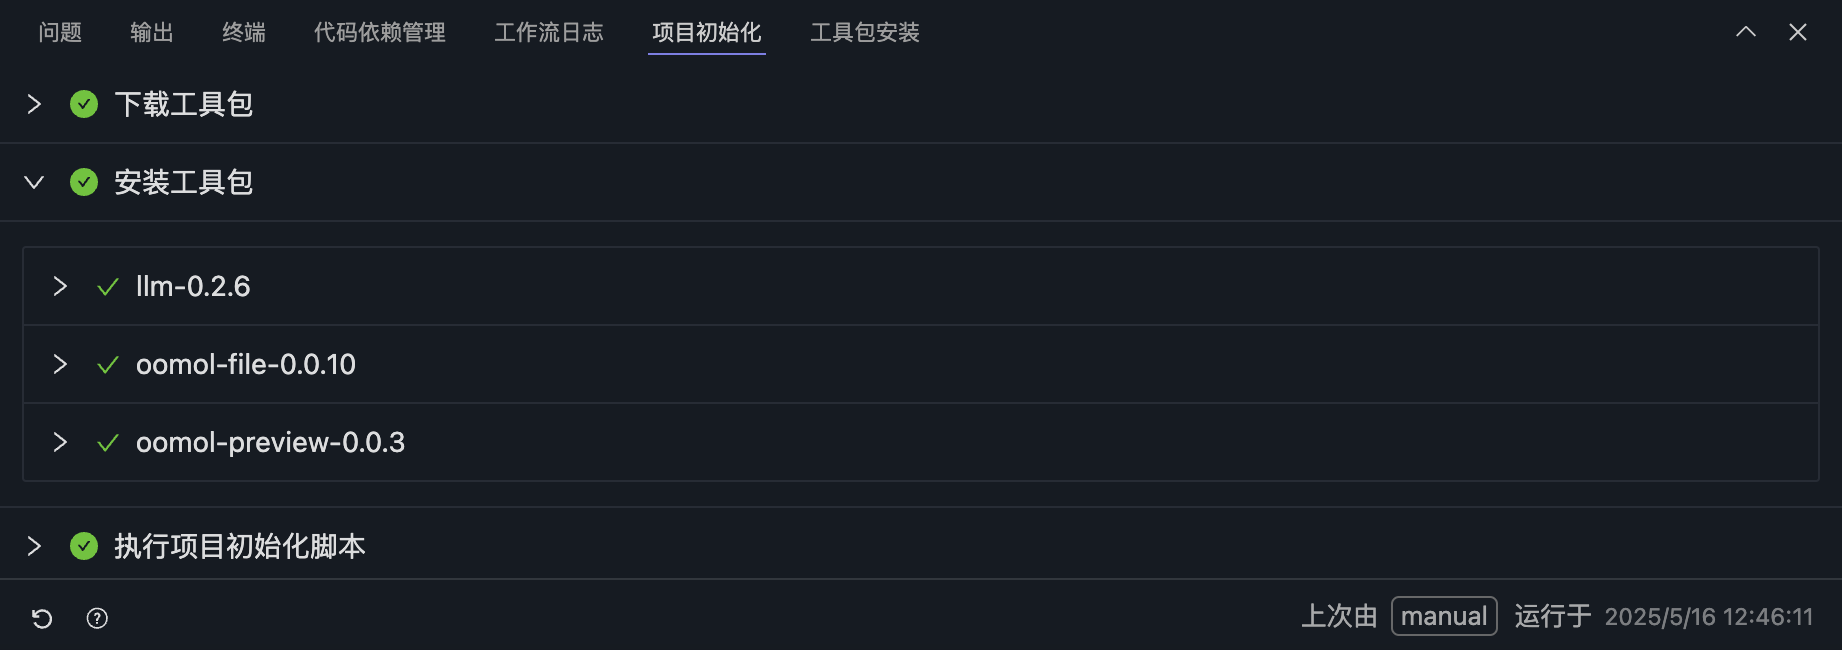 问题 输出 终端 代码依赖管理 工作流日志 项目初始化 工具包安装
下载工具包
安装工具包
llm-0.2.6
oomol-file-0.0.10
oomol-preview-0.0.3
执行项目初始化脚本
上次由 manual 运行于 2025/5/16 12:46:11